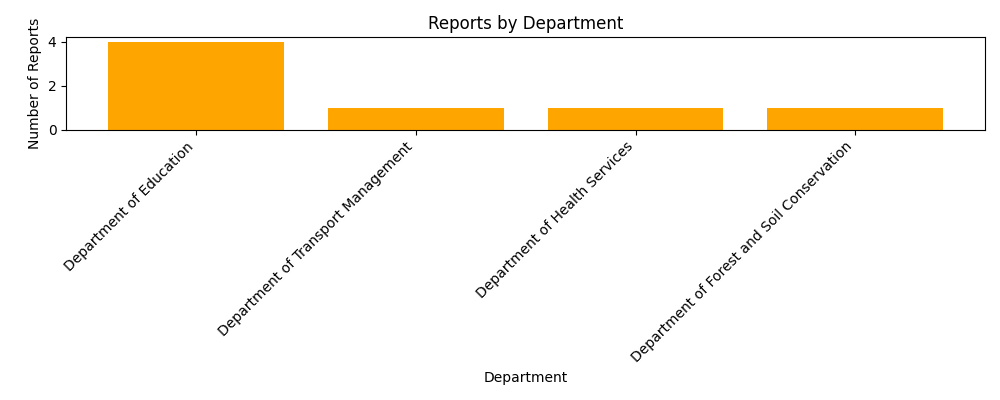 Reports by Department
Number of Reports
4
2
0
Department of Education
Department of Transport Management
Department of Health Services
Department of Forest and Soil Conservation
Department